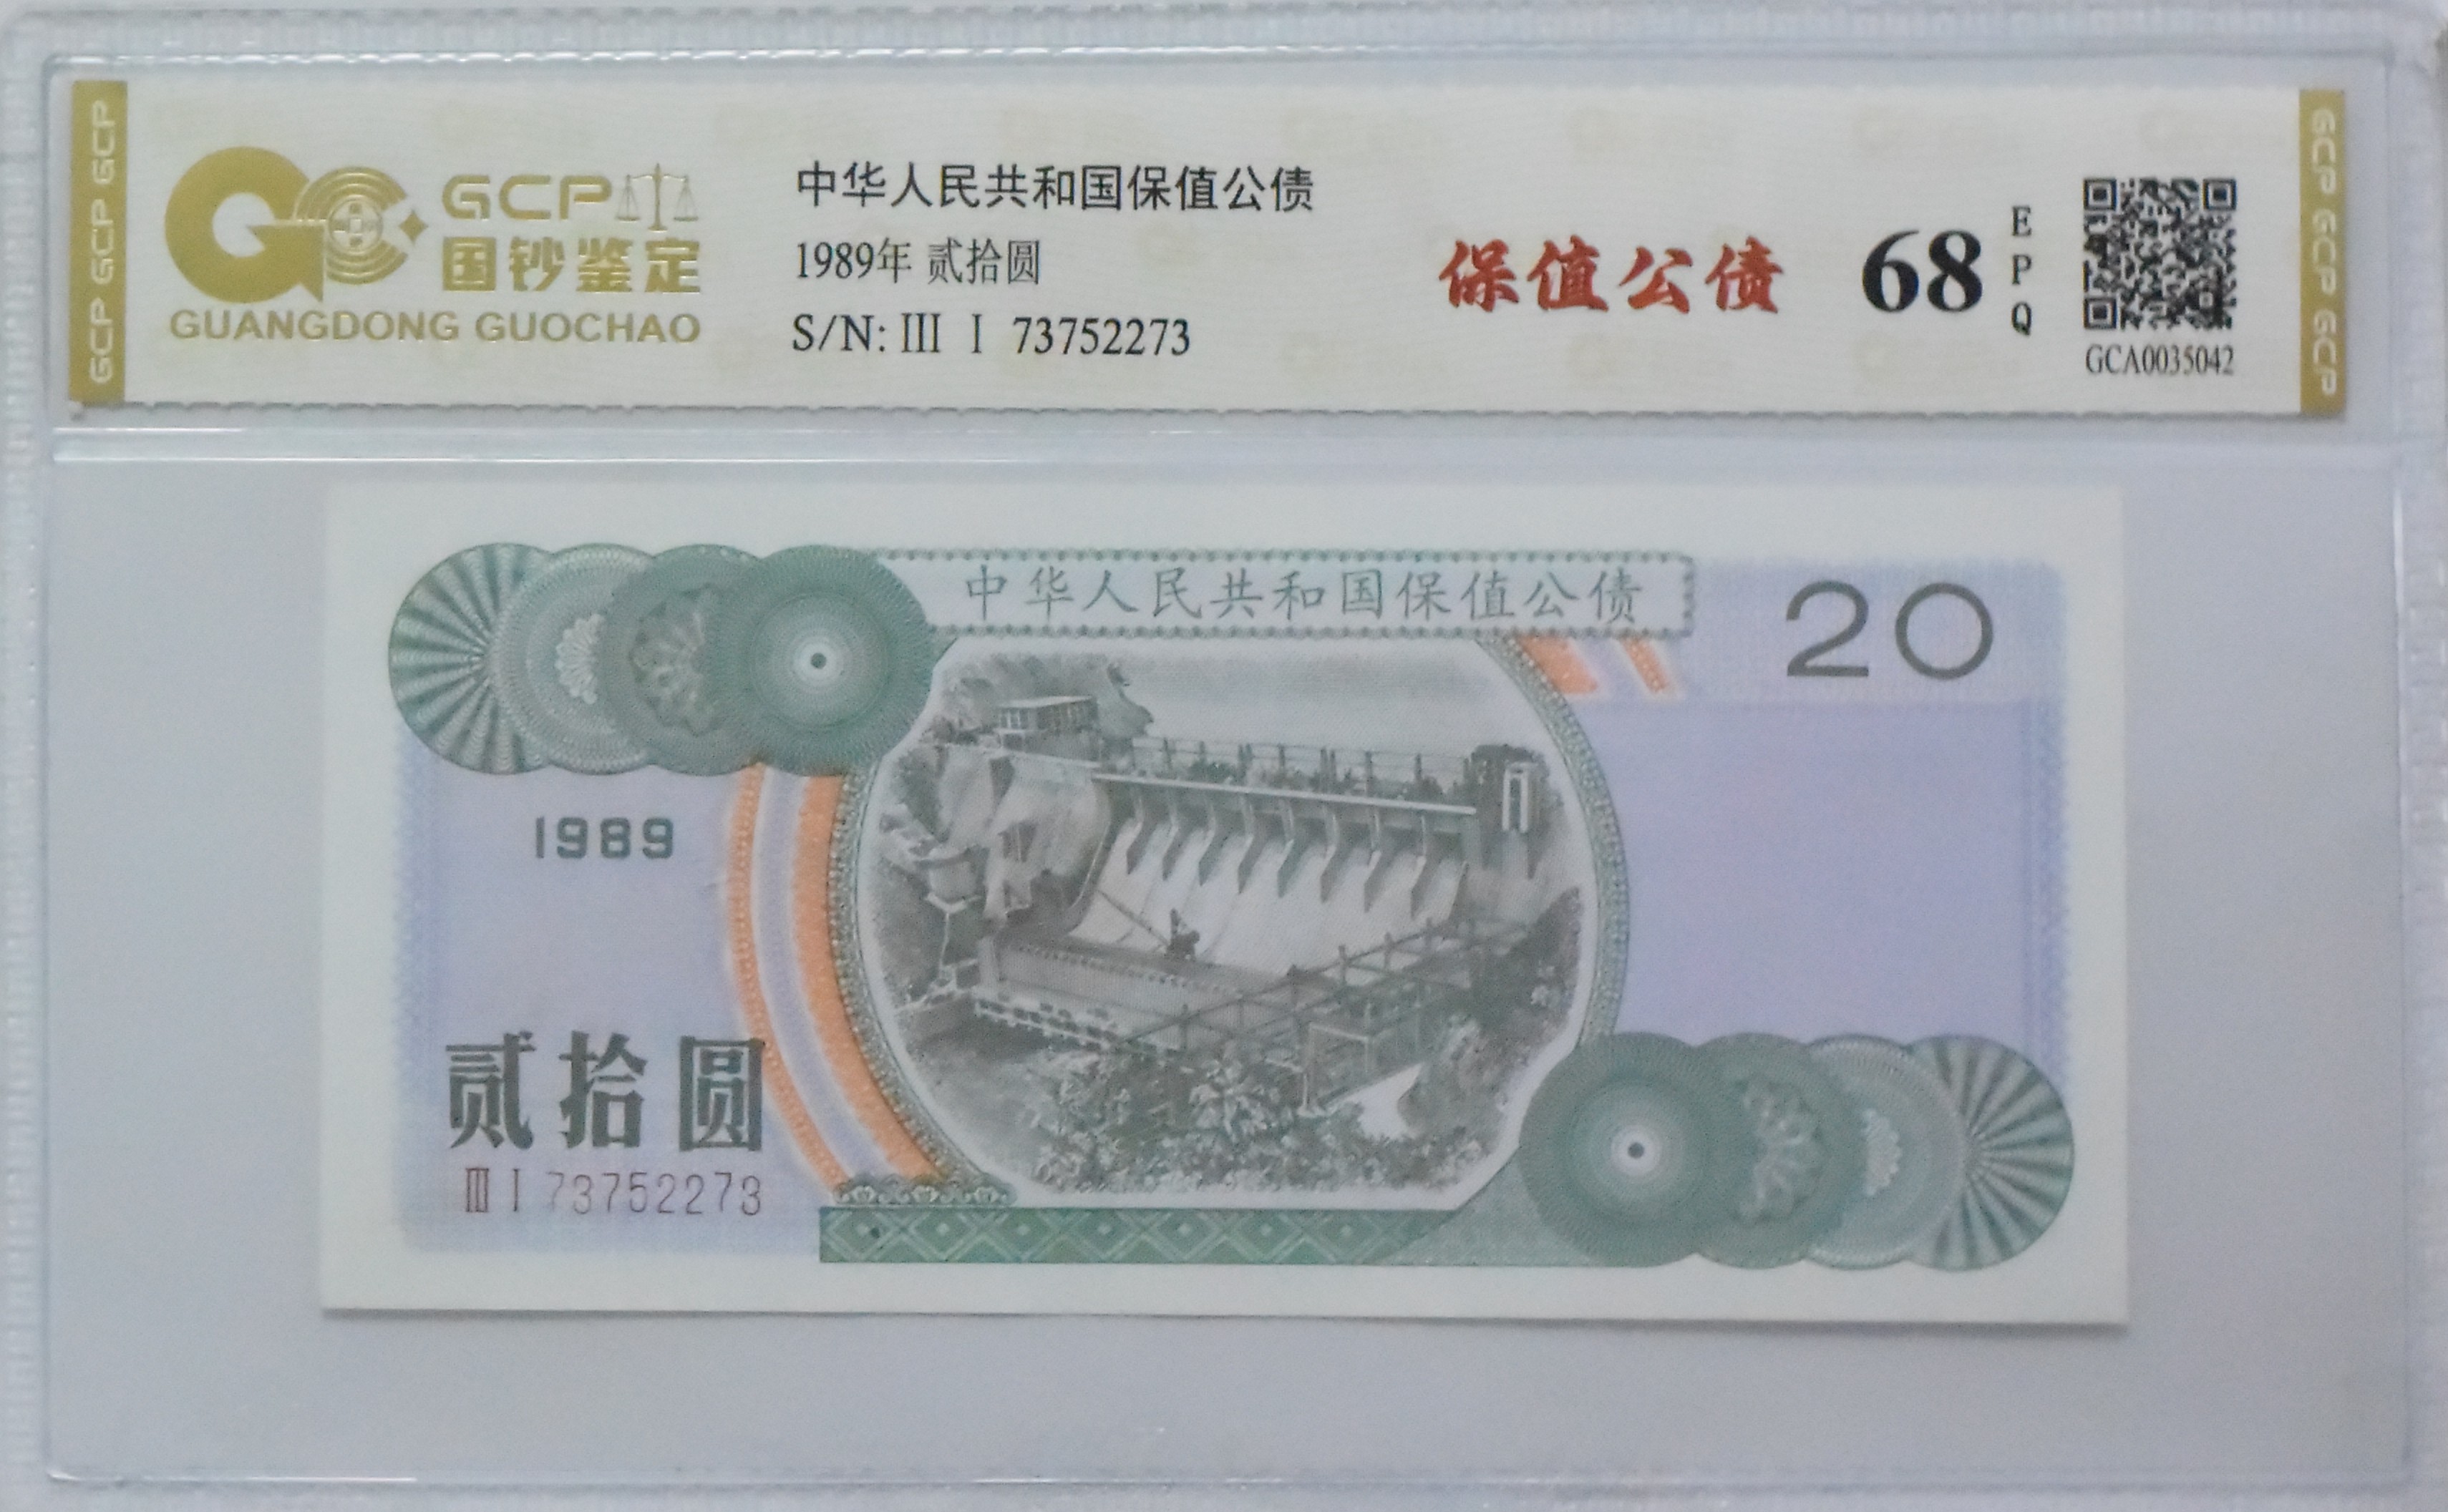 GCP GCP GCP
GCP
国钞鉴定
GUANGDONG GUOCHAO
中华人民共和国保值公债
1989年 贰拾圆
S/N: III I 73752273
保值公债
68
EPQ
GCA0035042
GCP GCP GCP GCP
中华人民共和国保值公债
20
1989
贰拾圆
III I 73752273